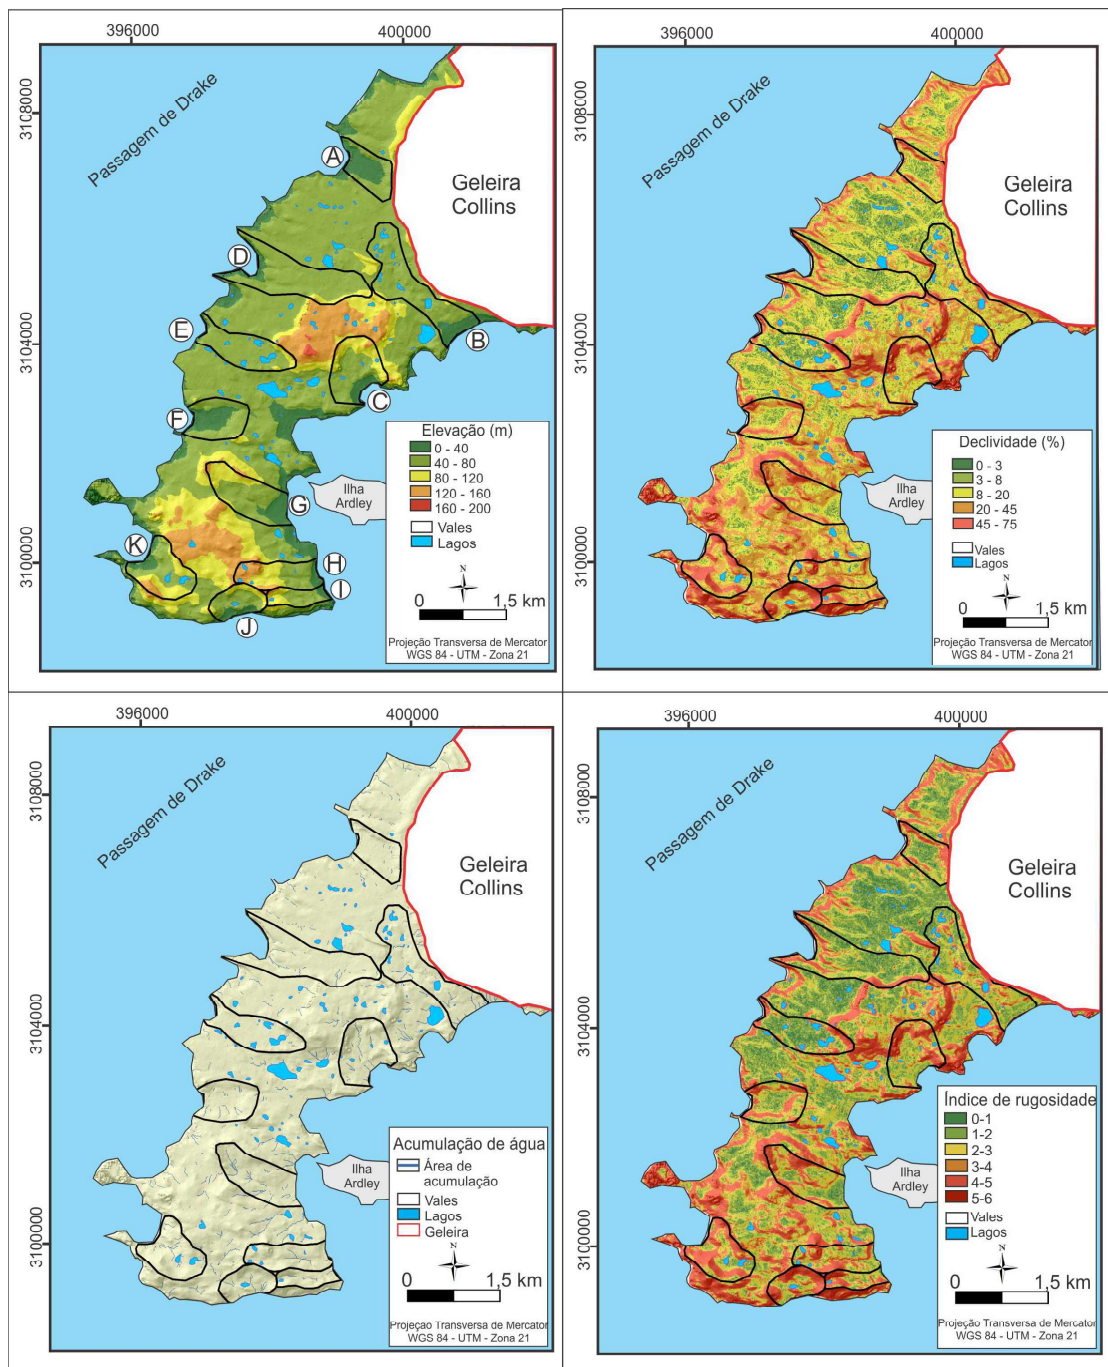 396000
400000
3108000
3104000
3100000
Passagem de Drake
Geleira
Collins
A
D
E
B
C
F
G
K
H
I
J
Ilha
Ardley
Elevação (m)
0 - 40
40 - 80
80 - 120
120 - 160
160 - 200
Vales
Lagos
N
0
1,5 km
Projeção Transversa de Mercator
WGS 84 - UTM - Zona 21
396000
400000
3108000
3104000
3100000
Passagem de Drake
Geleira
Collins
Ilha
Ardley
Declividade (%)
0 - 3
3 - 8
8 - 20
20 - 45
45 - 75
Vales
Lagos
N
0
1,5 km
Projeção Transversa de Mercator
WGS 84 - UTM - Zona 21
396000
400000
3108000
3104000
3100000
Passagem de Drake
Geleira
Collins
Ilha
Ardley
Acumulação de água
Área de
acumulação
Vales
Lagos
Geleira
N
0
1,5 km
Projeção Transversa de Mercator
WGS 84 - UTM - Zona 21
396000
400000
3108000
3104000
3100000
Passagem de Drake
Geleira
Collins
Ilha
Ardley
Índice de rugosidade
0-1
1-2
2-3
3-4
4-5
5-6
Vales
Lagos
N
0
1,5 km
Projeção Transversa de Mercator
WGS 84 - UTM - Zona 21